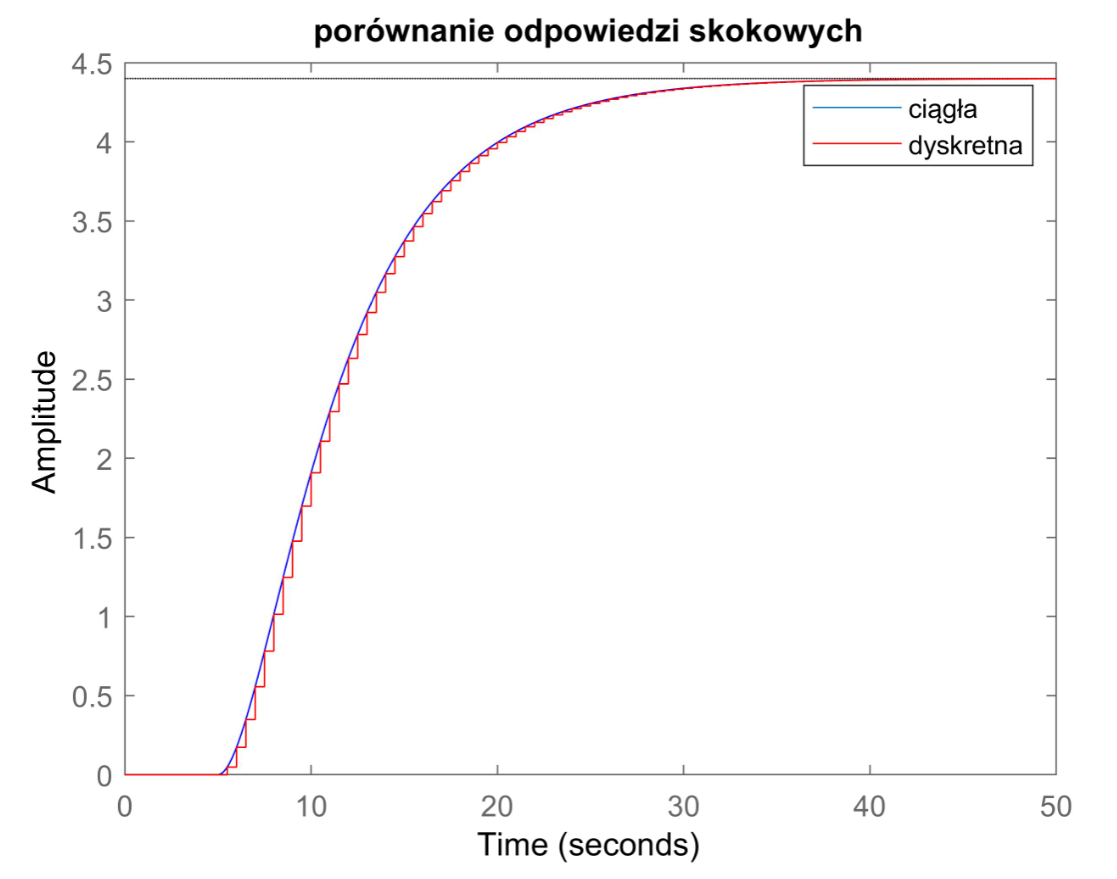 porównanie odpowiedzi skokowych
4.5
4
3.5
3
2.5
2
1.5
1
0.5
0
Amplitude
ciągła
dyskretna
0 10 20 30 40 50
Time (seconds)